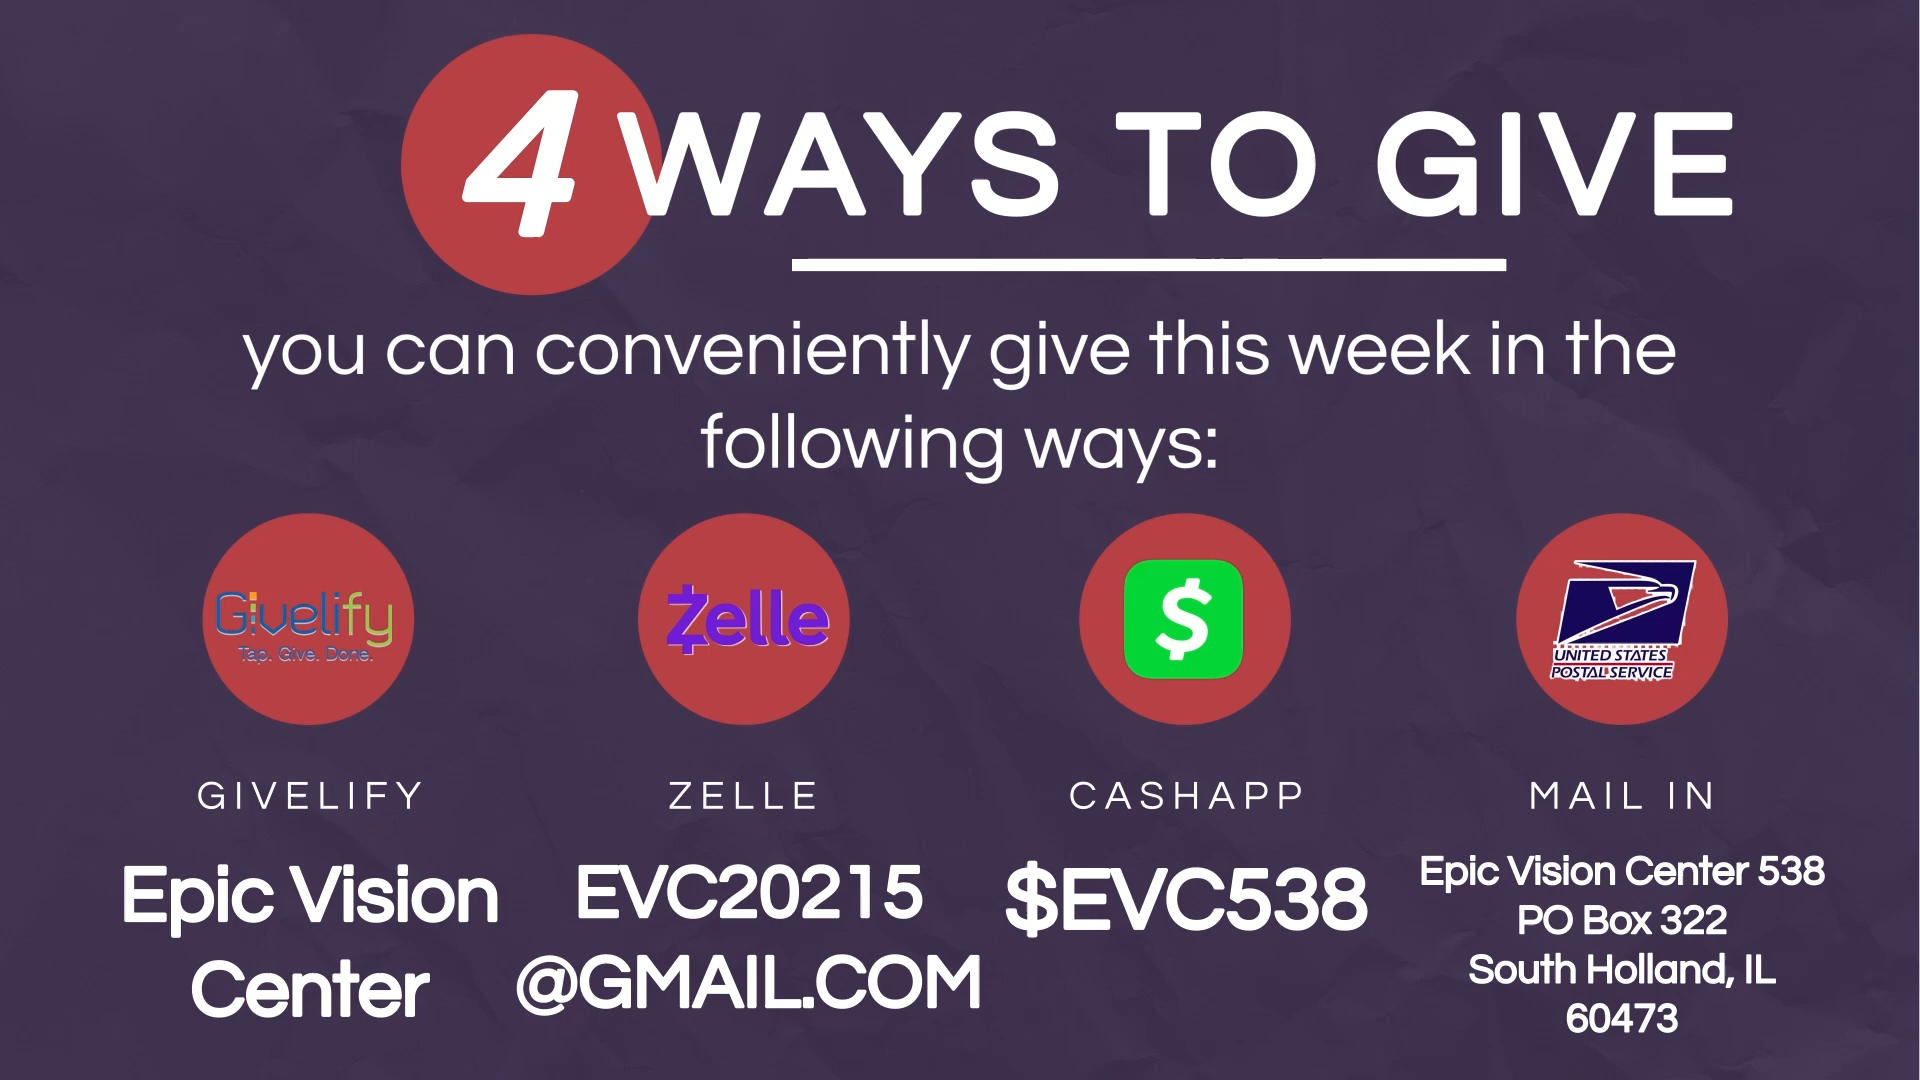 4 WAYS TO GIVE
you can conveniently give this week in the
following ways:
Givelify
Tap. Give. Done.
Zelle
$
UNITED STATES
POSTAL SERVICE
GIVELIFY
ZELLE
CASHAPP
MAIL IN
Epic Vision
Center
EVC20215
@GMAIL.COM
$EVC538
Epic Vision Center 538
PO Box 322
South Holland, IL
60473